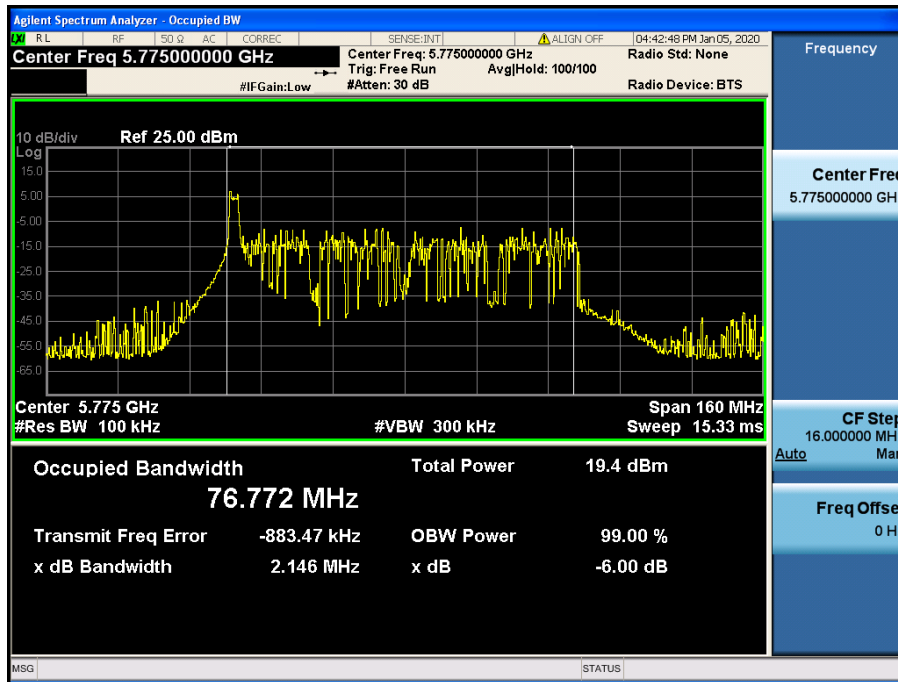 Agilent Spectrum Analyzer - Occupied BW
LXI RL RF 50 Ω AC CORREC SENSE:INT ALIGN OFF 04:42:48 PM Jan 05, 2020
Center Freq 5.775000000 GHz
Center Freq: 5.775000000 GHz
Radio Std: None
Trig: Free Run Avg|Hold: 100/100
#IFGain:Low
#Atten: 30 dB
Radio Device: BTS
10 dB/div Ref 25.00 dBm
Log
15.0
5.00
-5.00
-15.0
-25.0
-35.0
-45.0
-55.0
-65.0
Center 5.775 GHz Span 160 MHz
#Res BW 100 kHz #VBW 300 kHz Sweep 15.33 ms
Occupied Bandwidth Total Power 19.4 dBm
76.772 MHz
Transmit Freq Error -883.47 kHz OBW Power 99.00 %
x dB Bandwidth 2.146 MHz x dB -6.00 dB
MSG STATUS
Frequency
Center Fre
5.775000000 GH
CF Step
16.000000 MH
Auto Mar
Freq Offse
0 H